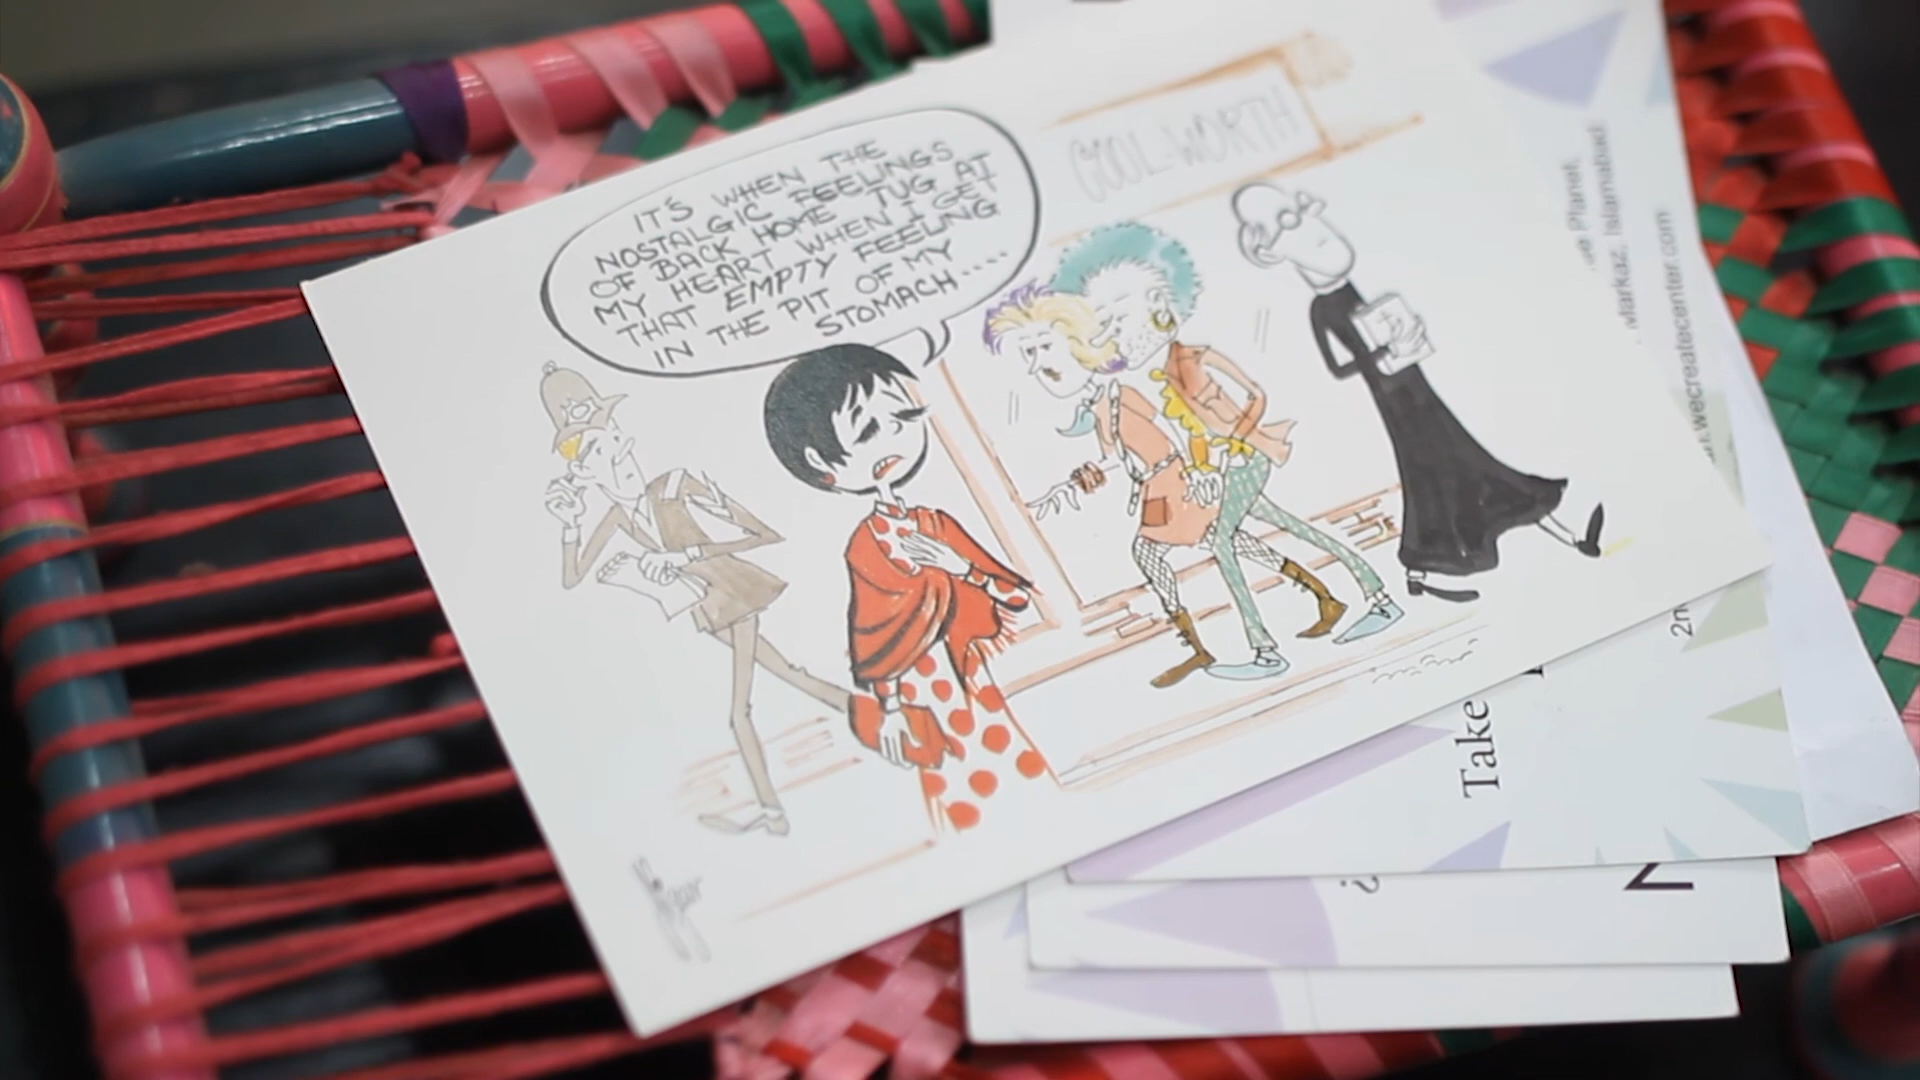 IT'S WHEN THE
NOSTALGIC FEELINGS
OF BACK HOME TUG AT
MY HEART WHEN I GET
THAT EMPTY FEELING
IN THE PIT OF MY
STOMACH....
COOL-WORTH
Planet,
Markaz, Islamabad
.wecreatecenter.com
2n
Take
?